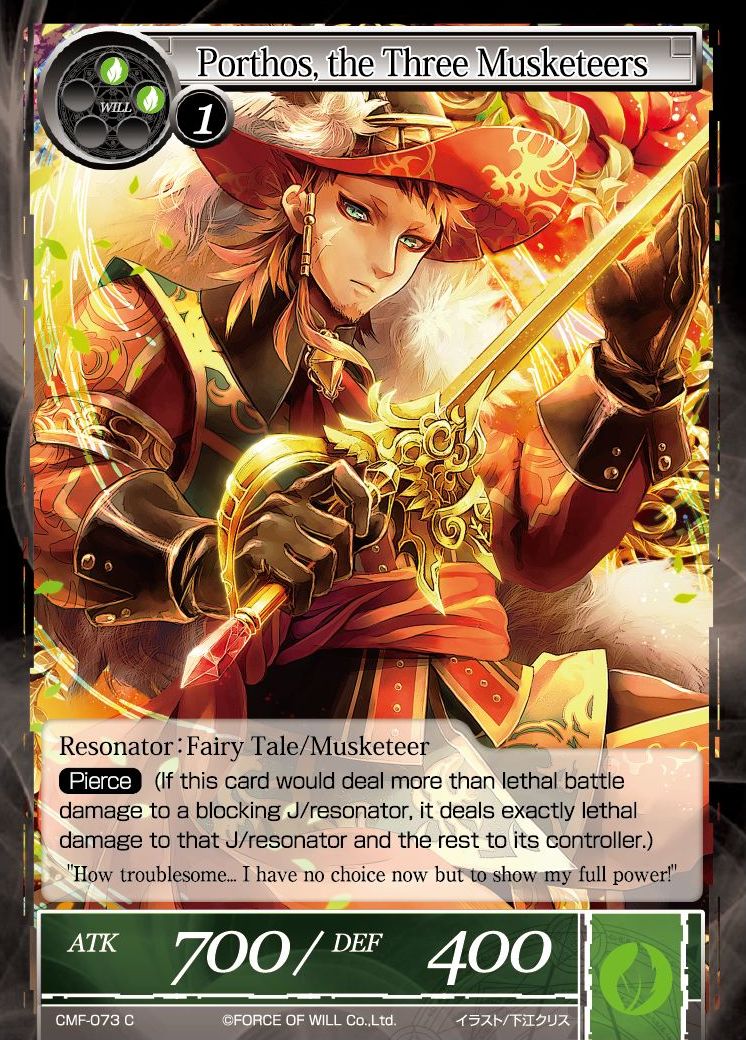 Porthos, the Three Musketeers
WILL
1
Resonator:Fairy Tale/Musketeer
Pierce (If this card would deal more than lethal battle
damage to a blocking J/resonator, it deals exactly lethal
damage to that J/resonator and the rest to its controller.)
"How troublesome... I have no choice now but to show my full power!"
ATK 700/ DEF 400
CMF-073 C ©FORCE OF WILL Co.,Ltd. イラスト/下江クリス